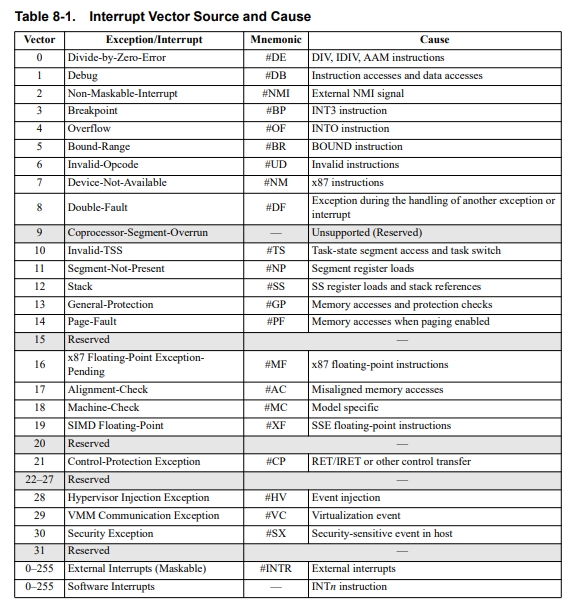 Table 8-1. Interrupt Vector Source and Cause
Vector Exception/Interrupt Mnemonic Cause
0 Divide-by-Zero-Error #DE DIV, IDIV, AAM instructions
1 Debug #DB Instruction accesses and data accesses
2 Non-Maskable-Interrupt #NMI External NMI signal
3 Breakpoint #BP INT3 instruction
4 Overflow #OF INTO instruction
5 Bound-Range #BR BOUND instruction
6 Invalid-Opcode #UD Invalid instructions
7 Device-Not-Available #NM x87 instructions
8 Double-Fault #DF Exception during the handling of another exception or
interrupt
9 Coprocessor-Segment-Overrun — Unsupported (Reserved)
10 Invalid-TSS #TS Task-state segment access and task switch
11 Segment-Not-Present #NP Segment register loads
12 Stack #SS SS register loads and stack references
13 General-Protection #GP Memory accesses and protection checks
14 Page-Fault #PF Memory accesses when paging enabled
15 Reserved —
16 x87 Floating-Point Exception-
Pending #MF x87 floating-point instructions
17 Alignment-Check #AC Misaligned memory accesses
18 Machine-Check #MC Model specific
19 SIMD Floating-Point #XF SSE floating-point instructions
20 Reserved —
21 Control-Protection Exception #CP RET/IRET or other control transfer
22–27 Reserved —
28 Hypervisor Injection Exception #HV Event injection
29 VMM Communication Exception #VC Virtualization event
30 Security Exception #SX Security-sensitive event in host
31 Reserved —
0–255 External Interrupts (Maskable) #INTR External interrupts
0–255 Software Interrupts — INTn instruction